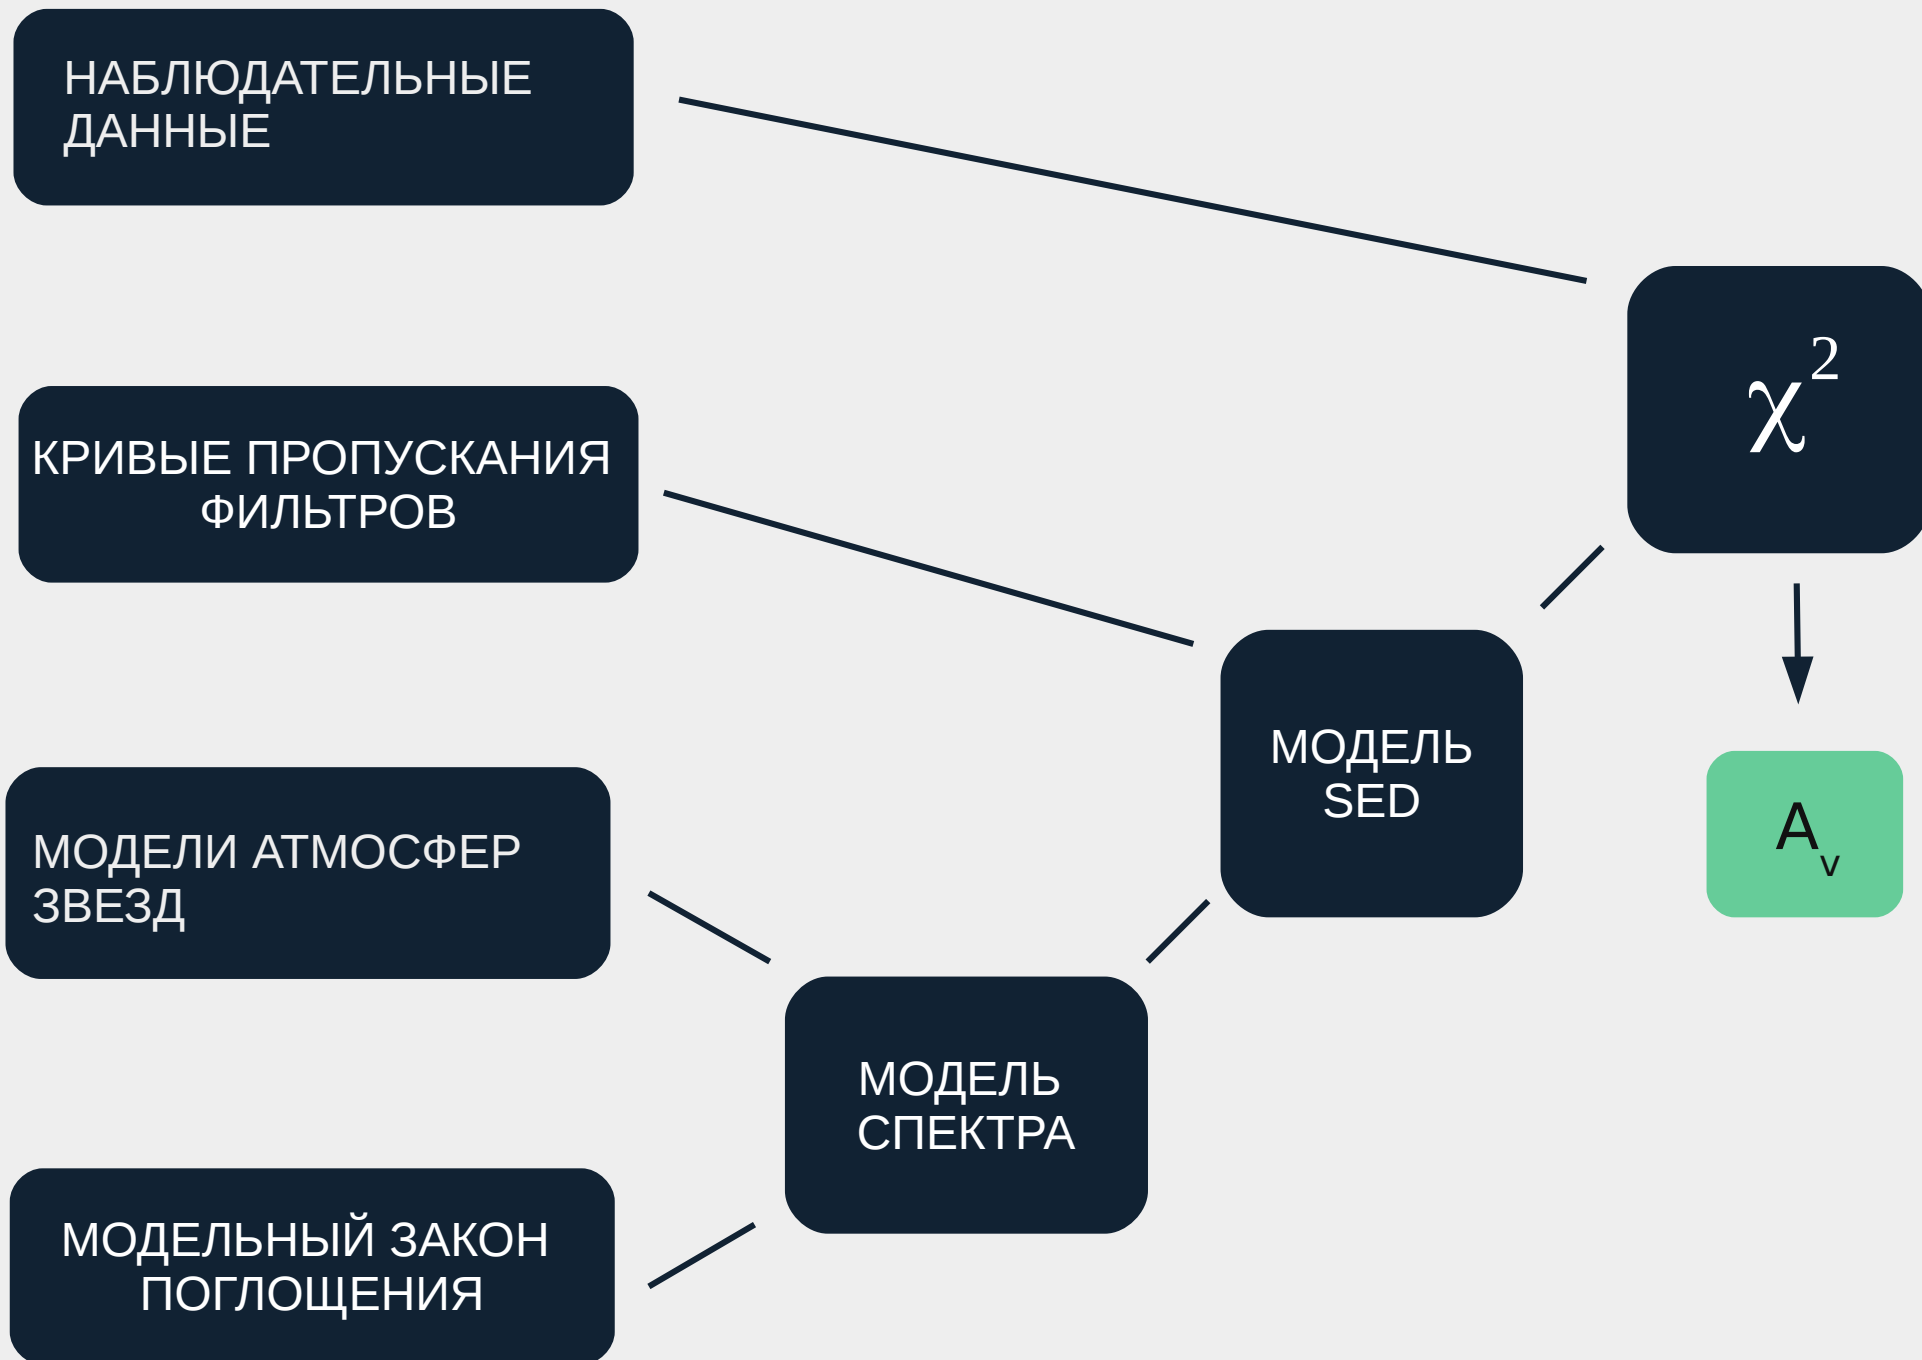 НАБЛЮДАТЕЛЬНЫЕ
ДАННЫЕ
χ²
КРИВЫЕ ПРОПУСКАНИЯ
ФИЛЬТРОВ
МОДЕЛЬ
SED
Av
МОДЕЛИ АТМОСФЕР
ЗВЕЗД
МОДЕЛЬ
СПЕКТРА
МОДЕЛЬНЫЙ ЗАКОН
ПОГЛОЩЕНИЯ